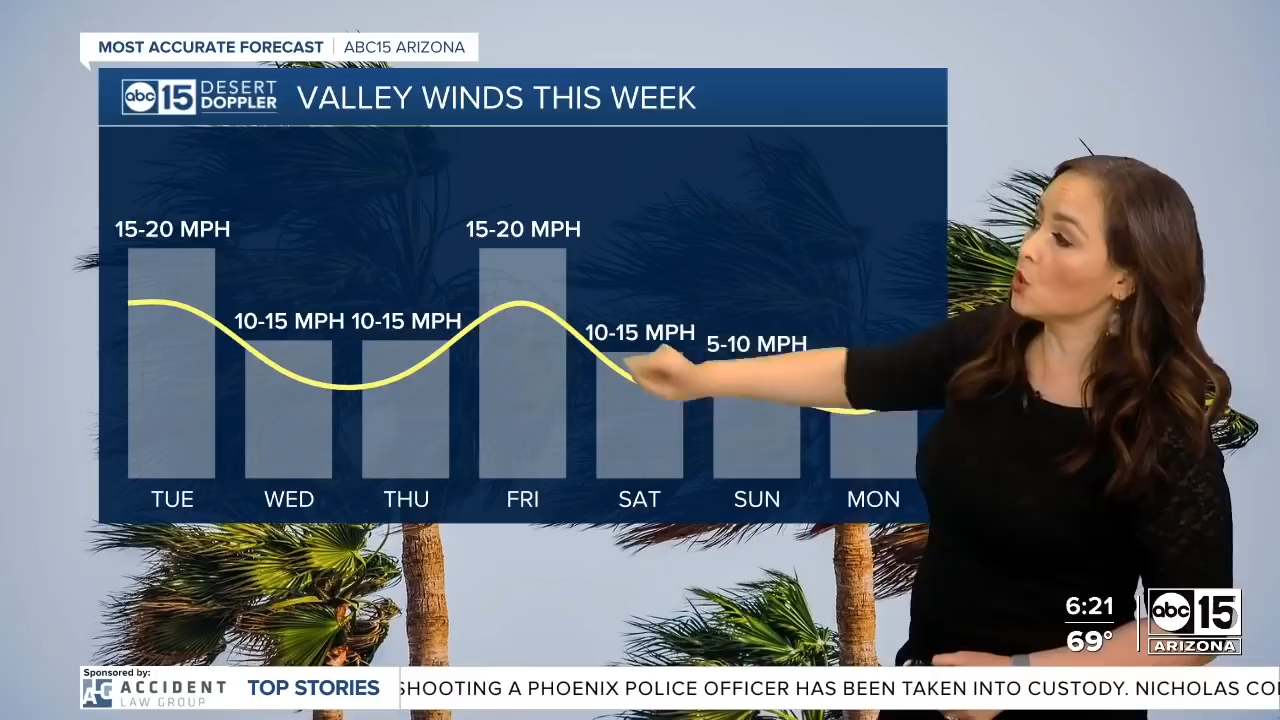 MOST ACCURATE FORECAST | ABC15 ARIZONA
abc 15 DESERT DOPPLER VALLEY WINDS THIS WEEK
15-20 MPH
10-15 MPH
10-15 MPH
15-20 MPH
10-15 MPH
5-10 MPH
TUE WED THU FRI SAT SUN MON
6:21
69°
abc 15
ARIZONA
Sponsored by:
ACCIDENT
LAW GROUP
TOP STORIES
SHOOTING A PHOENIX POLICE OFFICER HAS BEEN TAKEN INTO CUSTODY. NICHOLAS